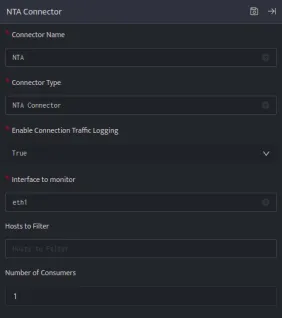 NTA Connector
* Connector Name
NTA
* Connector Type
NTA Connector
* Enable Connection Traffic Logging
True
* Interface to monitor
eth1
Hosts to Filter
Hosts to Filter
Number of Consumers
1